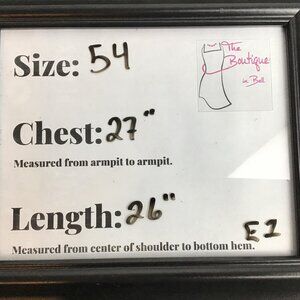 Size: 54
The
Boutique
in Bell
Chest: 27"
Measured from armpit to armpit.
Length: 26"
E1
Measured from center of shoulder to bottom hem.